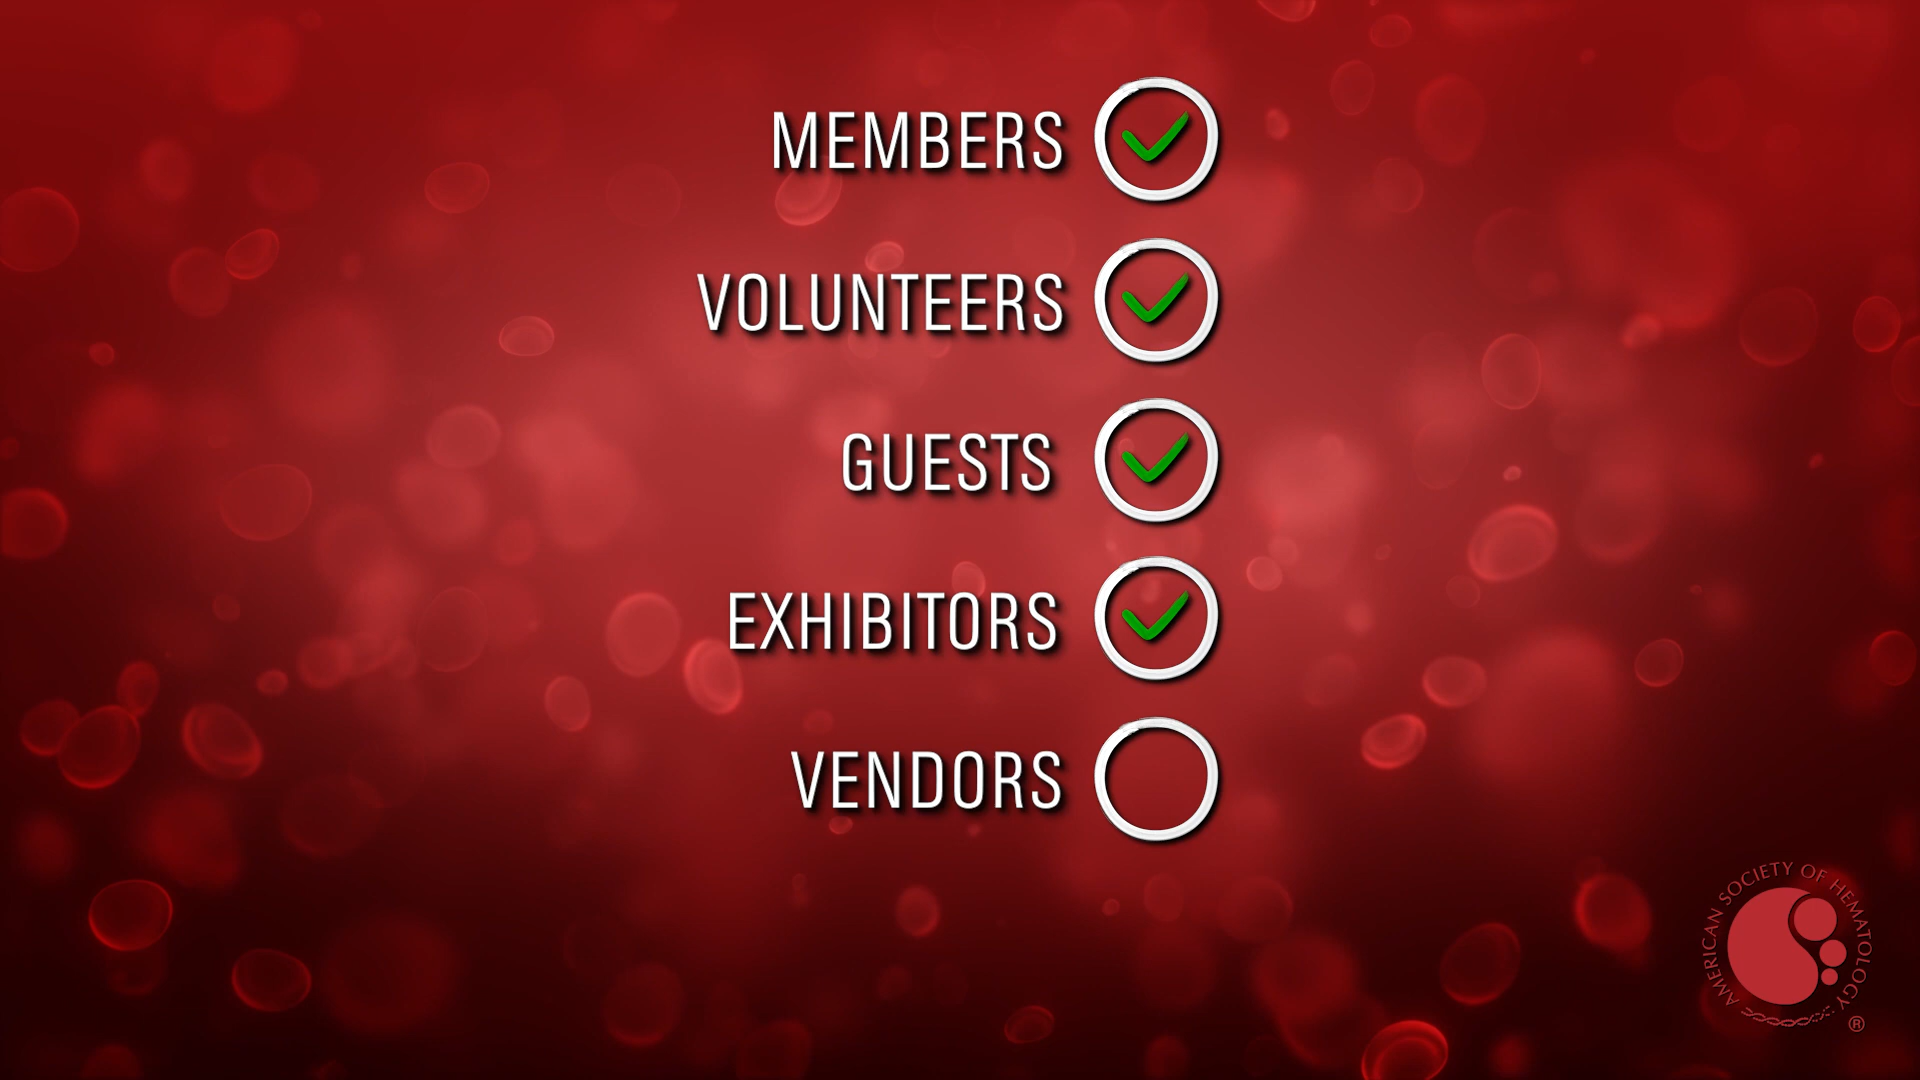 MEMBERS
VOLUNTEERS
GUESTS
EXHIBITORS
VENDORS
AMERICAN SOCIETY OF HEMATOLOGY
®